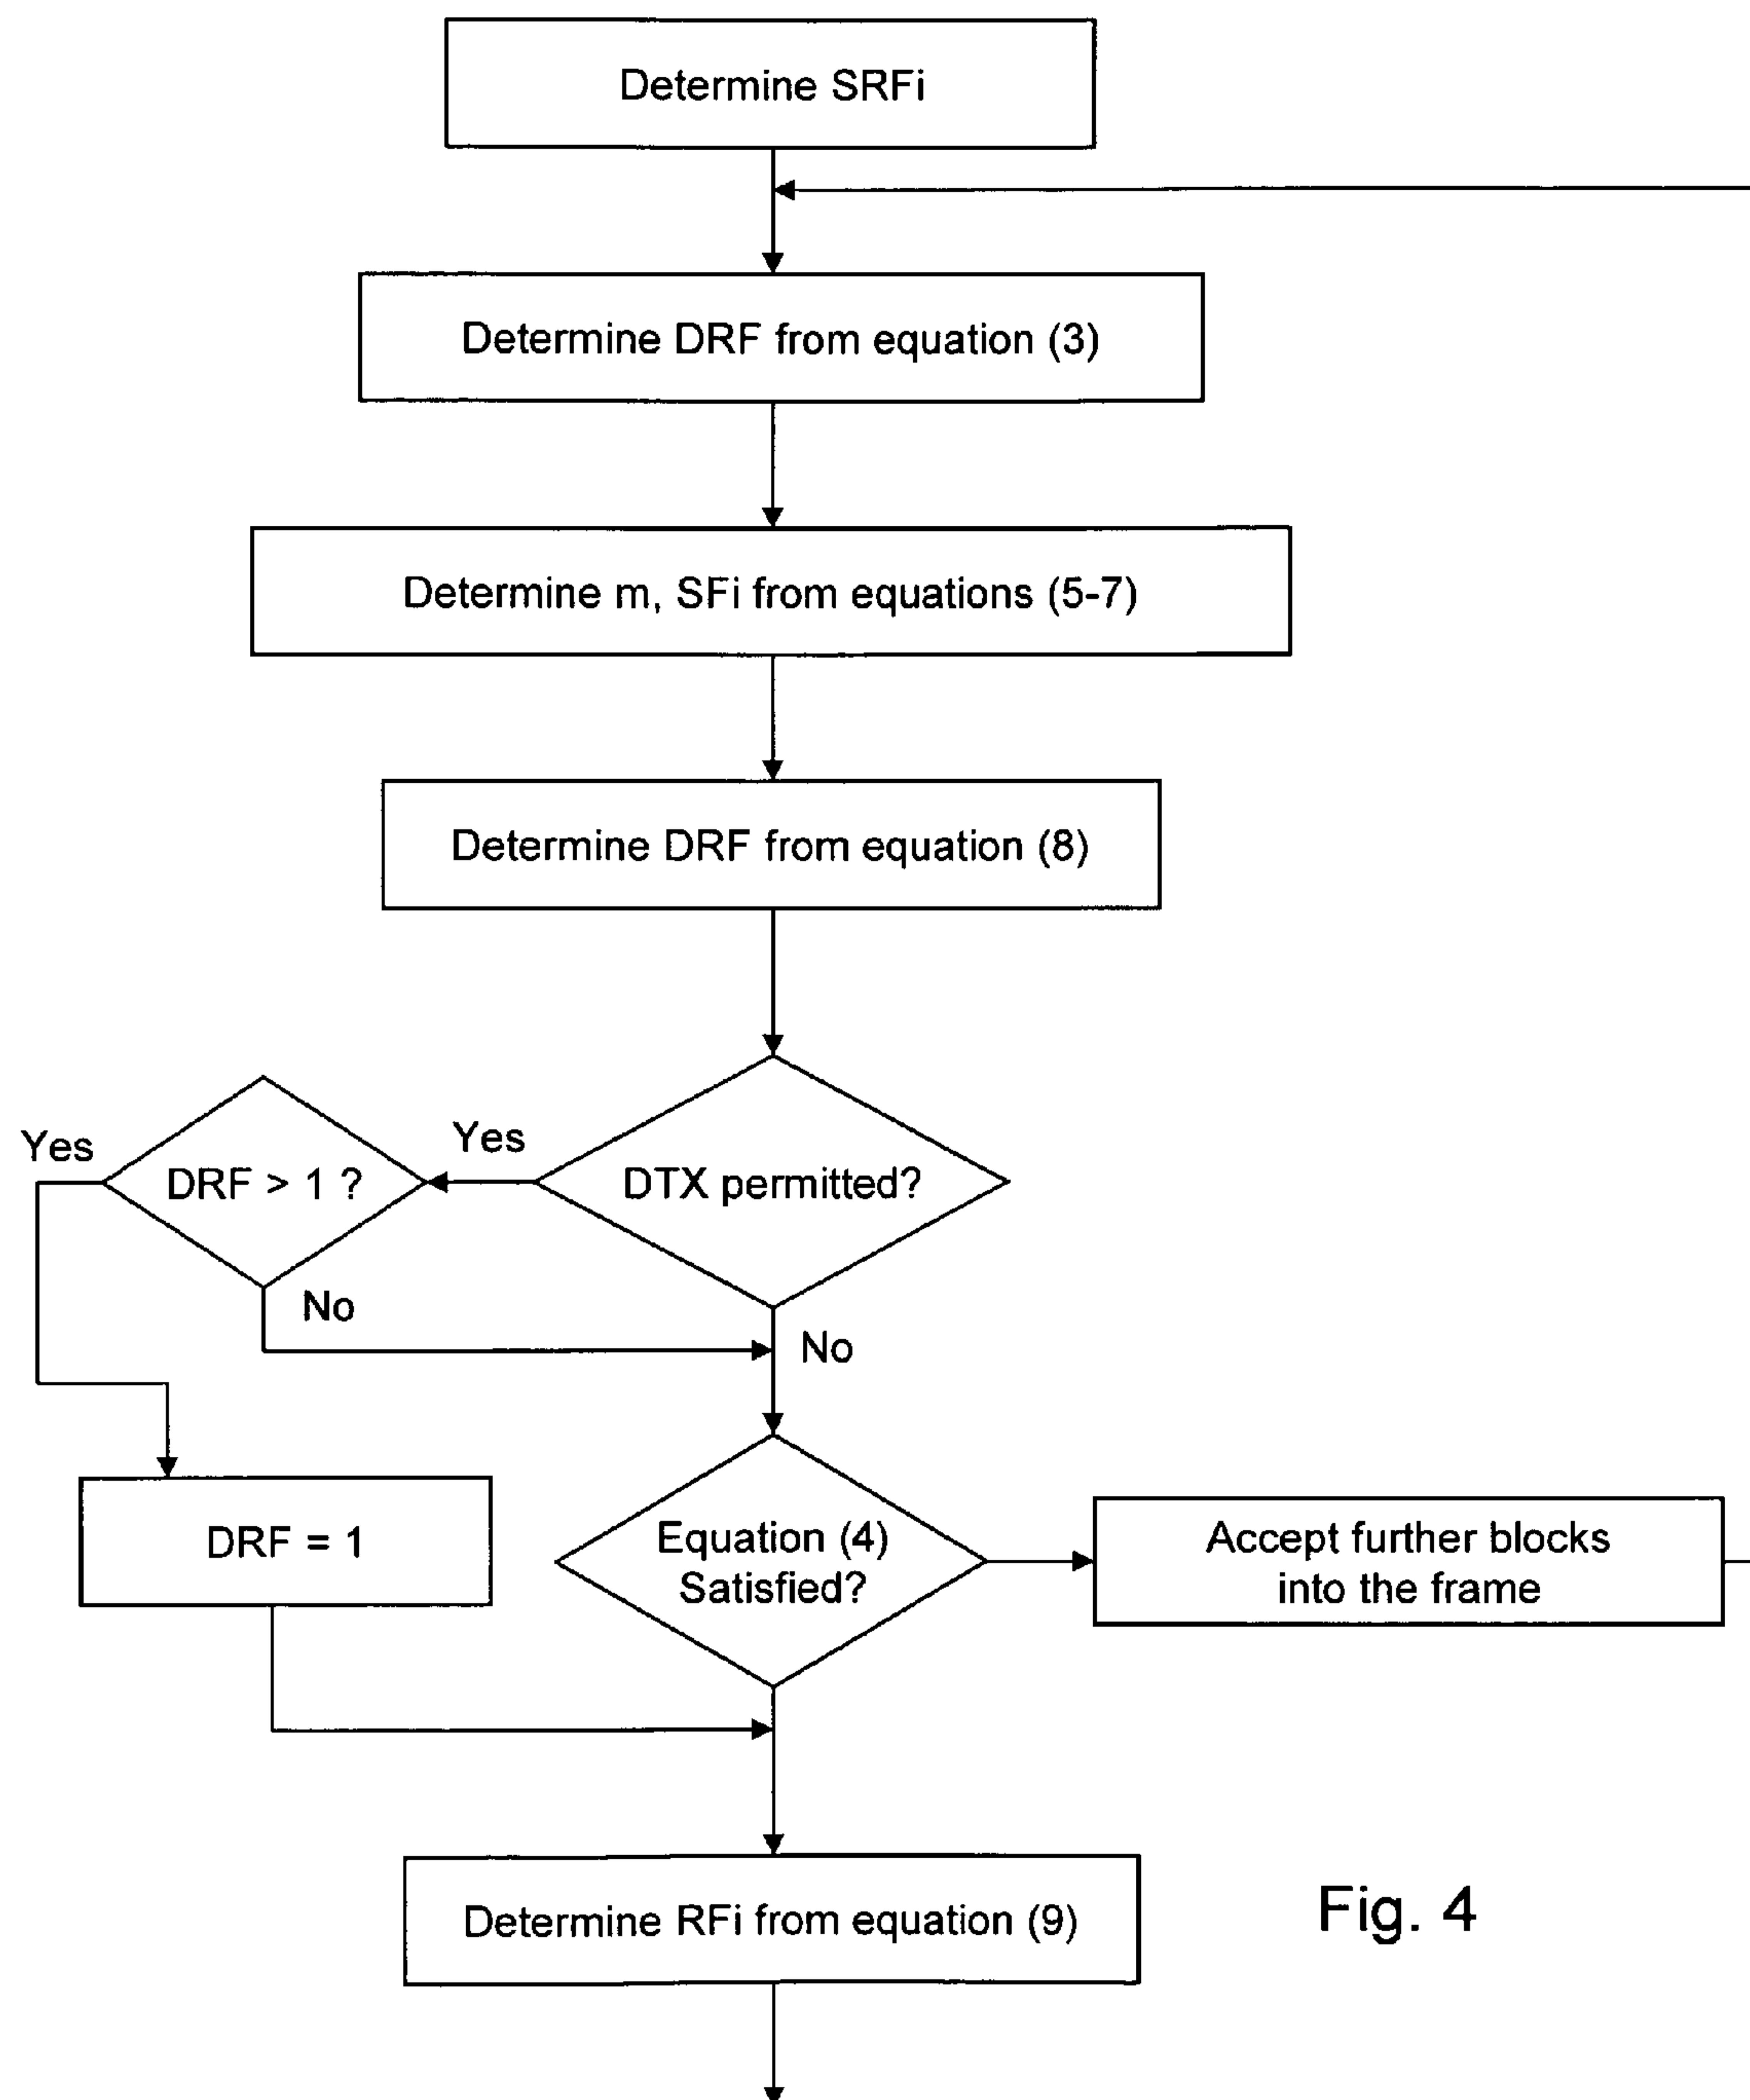 Determine SRFi
Determine DRF from equation (3)
Determine m, SFi from equations (5-7)
Determine DRF from equation (8)
Yes
DRF > 1 ?
Yes
DTX permitted?
No
No
DRF = 1
Equation (4)
Satisfied?
Accept further blocks
into the frame
Determine RFi from equation (9)
Fig. 4